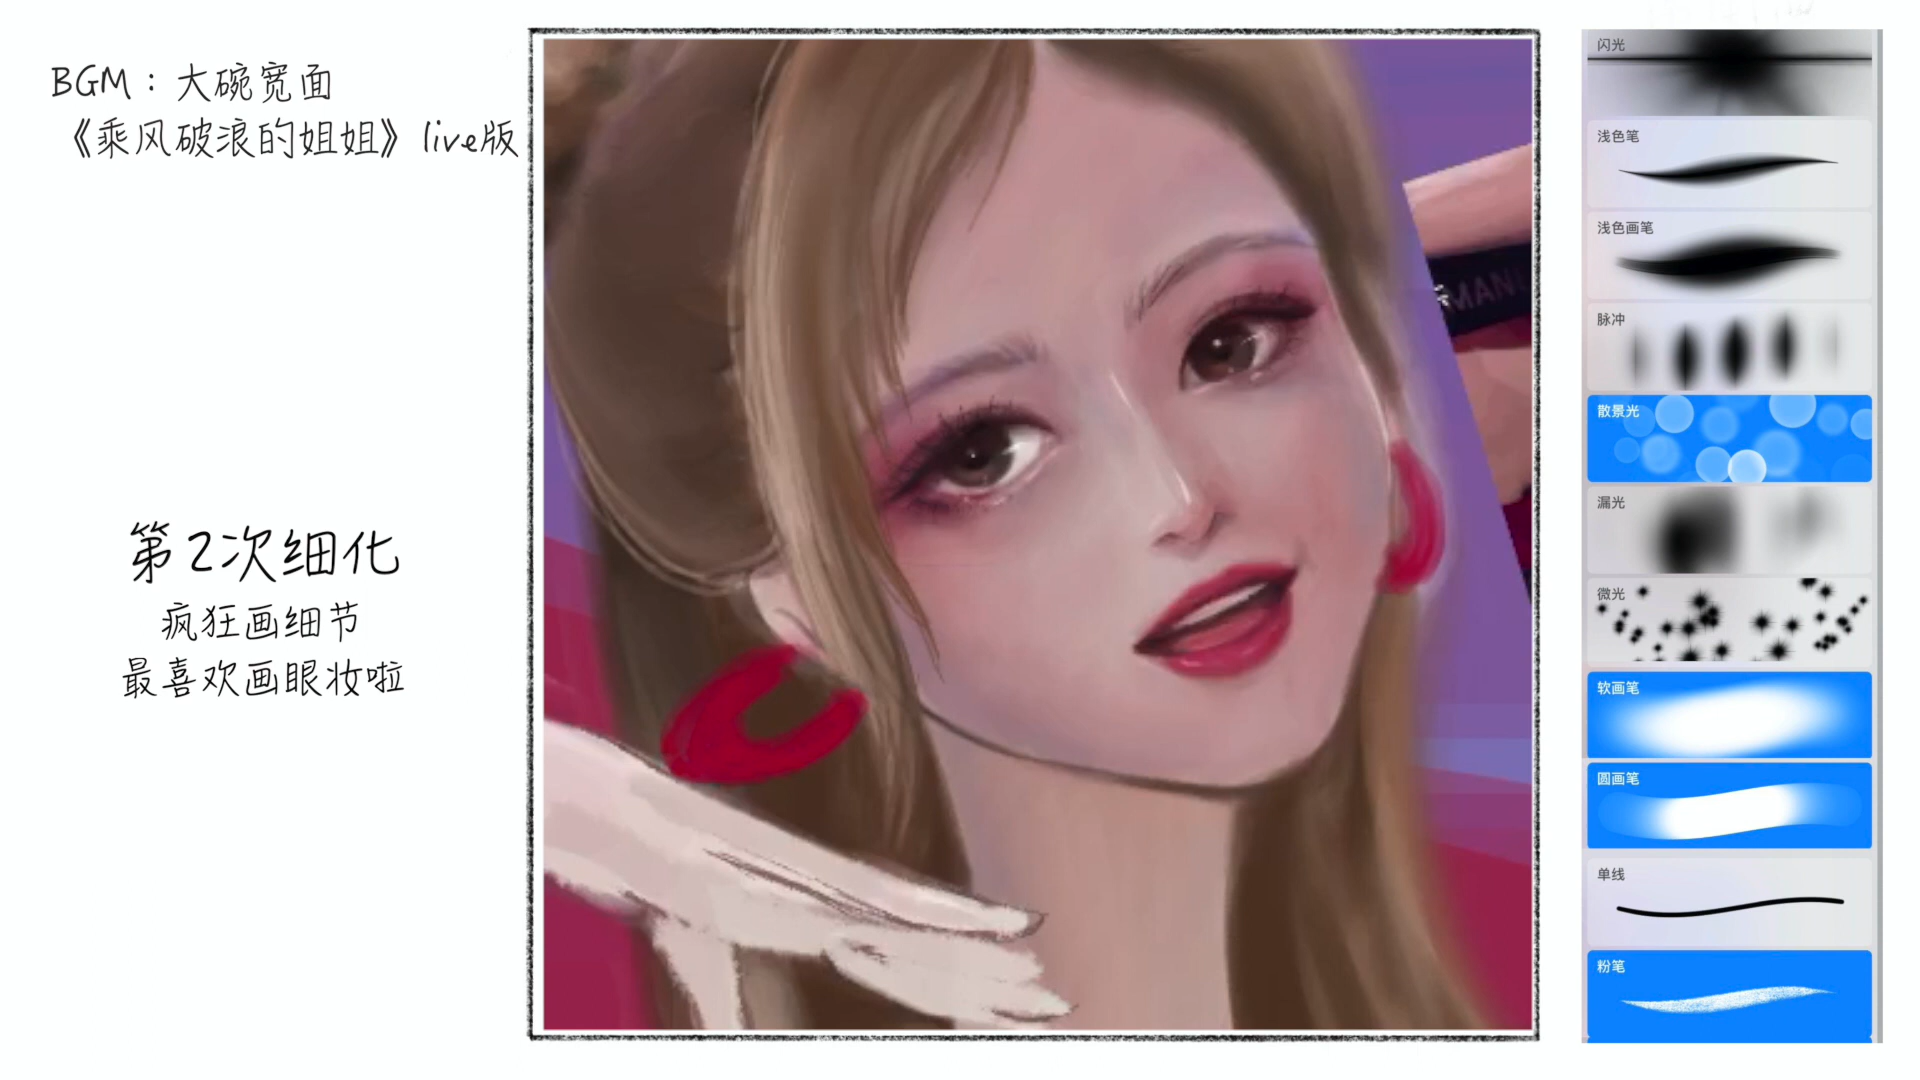 BGM：大碗宽面
《乘风破浪的姐姐》live版
第2次细化
疯狂画细节
最喜欢画眼妆啦
MAN
闪光
浅色笔
浅色画笔
脉冲
散景光
漏光
微光
软画笔
圆画笔
单线
粉笔